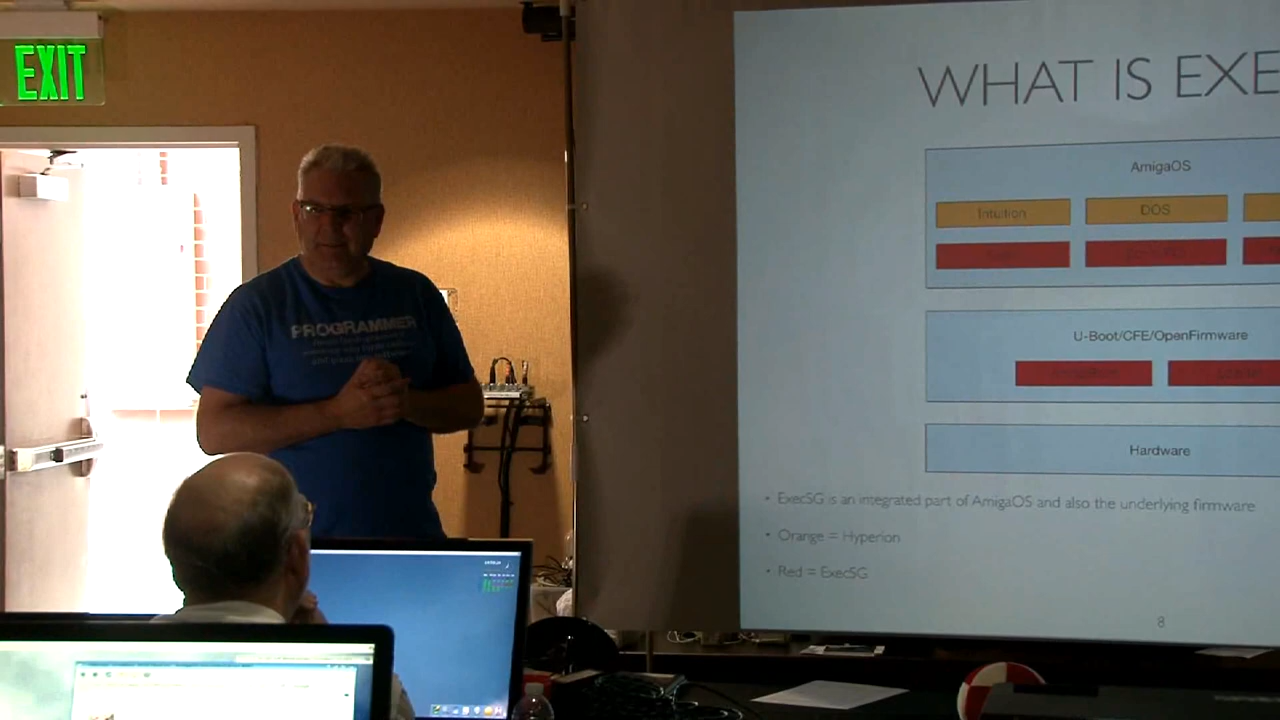 EXIT
WHAT IS EXE
AmigaOS
Intuition
DOS
U-Boot/CFE/OpenFirmware
Hardware
• ExecSG is an integrated part of AmigaOS and also the underlying firmware
• Orange = Hyperion
• Red = ExecSG
8
PROGRAMMER